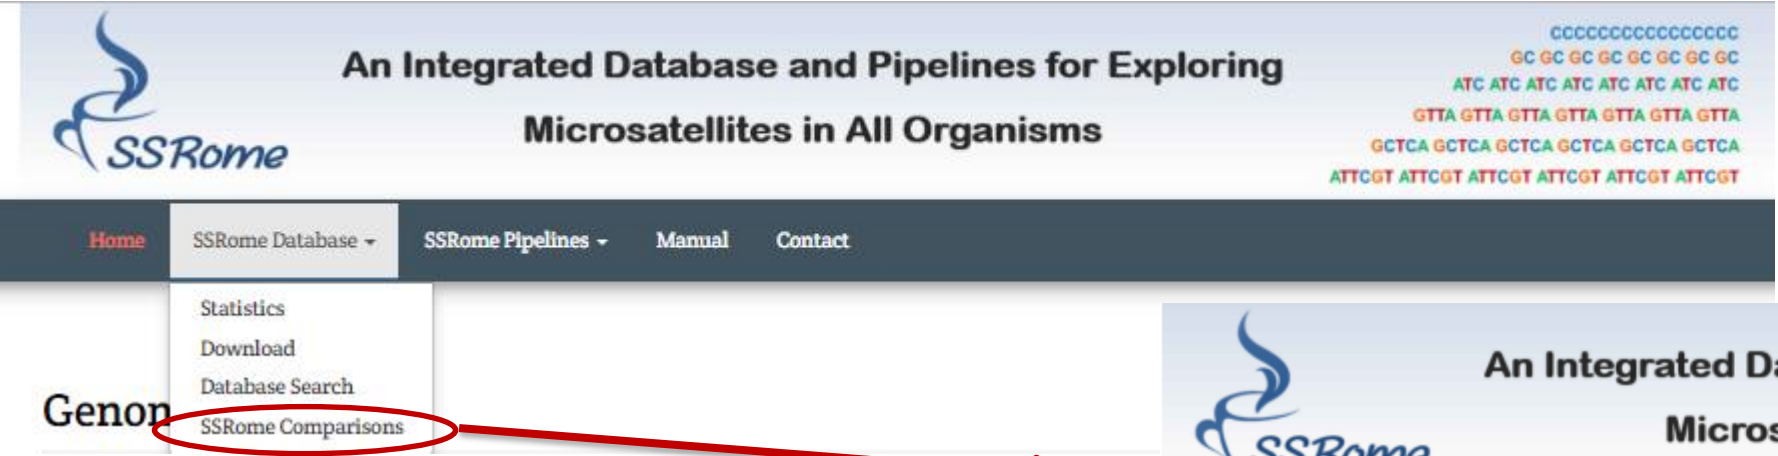 CCCCCCCCCCCCCCCC
An Integrated Database and Pipelines for Exploring
GC GC GC GC GC GC GC GC
ATC ATC ATC ATC ATC ATC ATC ATC
GTTA GTTA GTTA GTTA GTTA GTTA GTTA
Microsatellites in All Organisms
GCTCA GCTCA GCTCA GCTCA GCTCA GCTCA
SSRome
ATTCGT ATTCGT ATTCGT ATTCGT ATTCGT ATTCGT
Home SSRome Database SSRome Pipelines Manual Contact
Statistics
Download
Database Search
SSRome Comparisons
Genon
An Integrated Da
Micros
SSRome